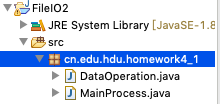 FileIO2
JRE System Library [JavaSE-1.8
src
cn.edu.hdu.homework4_1
DataOperation.java
MainProcess.java